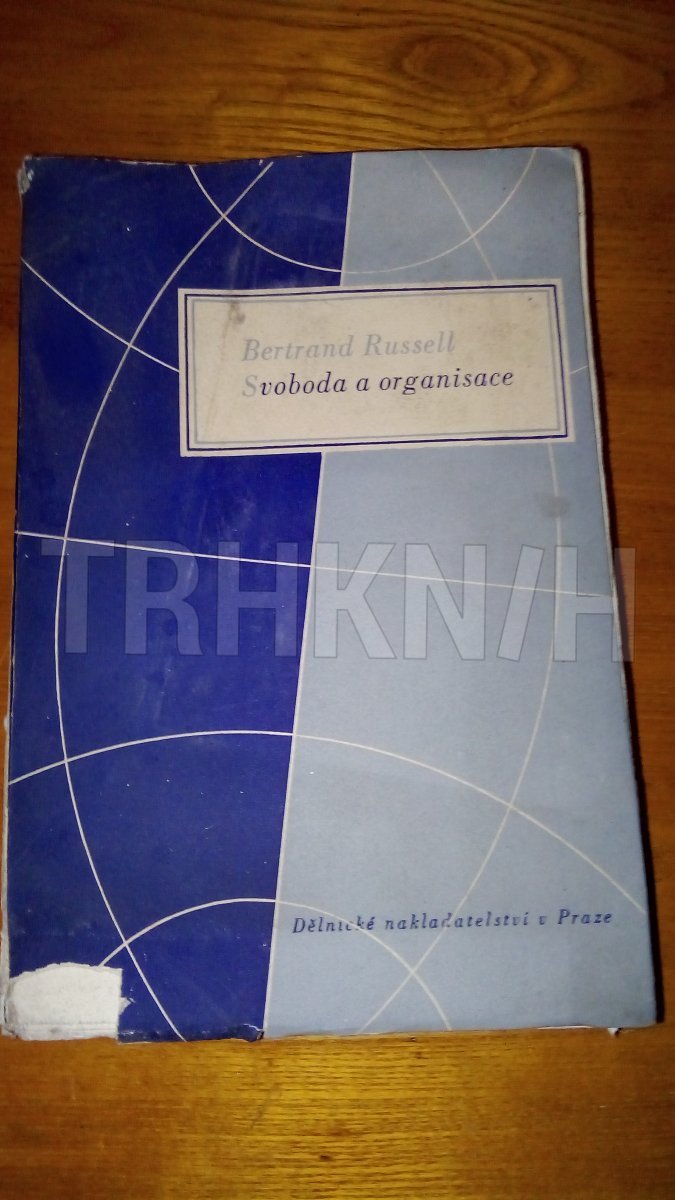 Bertrand Russell
Svoboda a organisace
TRHKNIH
Dělnické nakladatelství v Praze